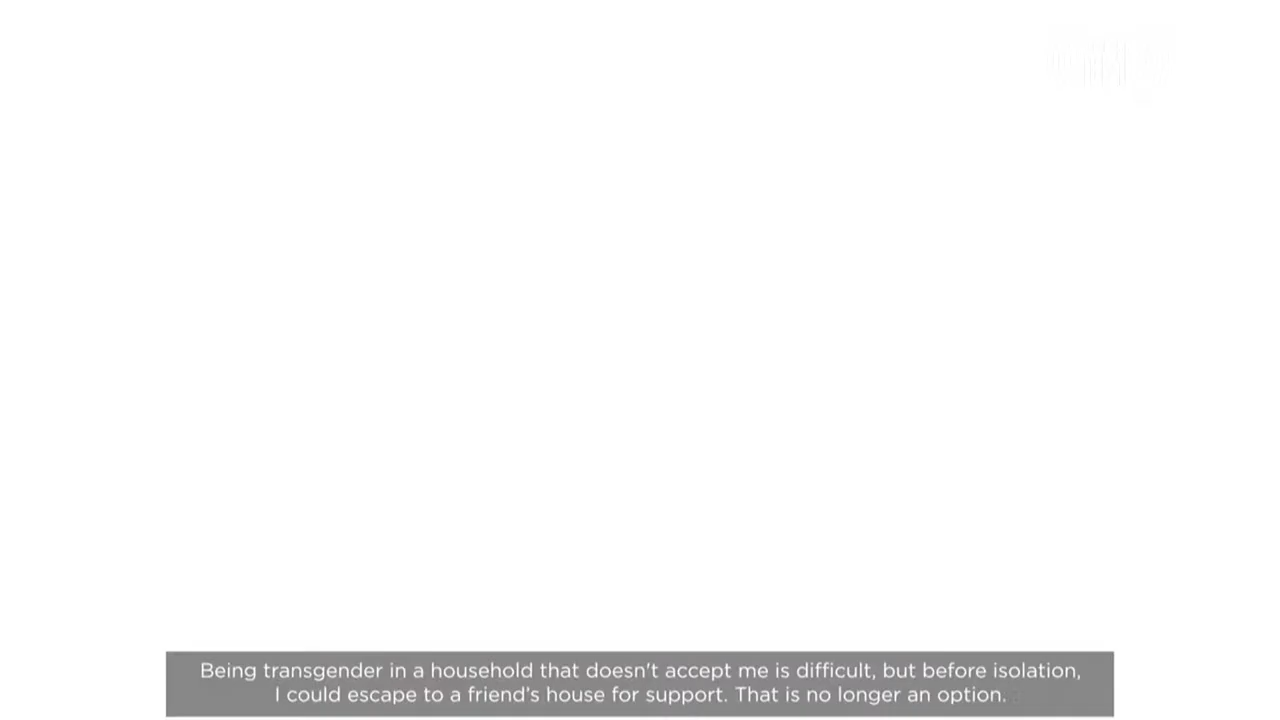 Being transgender in a household that doesn't accept me is difficult, but before isolation,
I could escape to a friend's house for support. That is no longer an option.